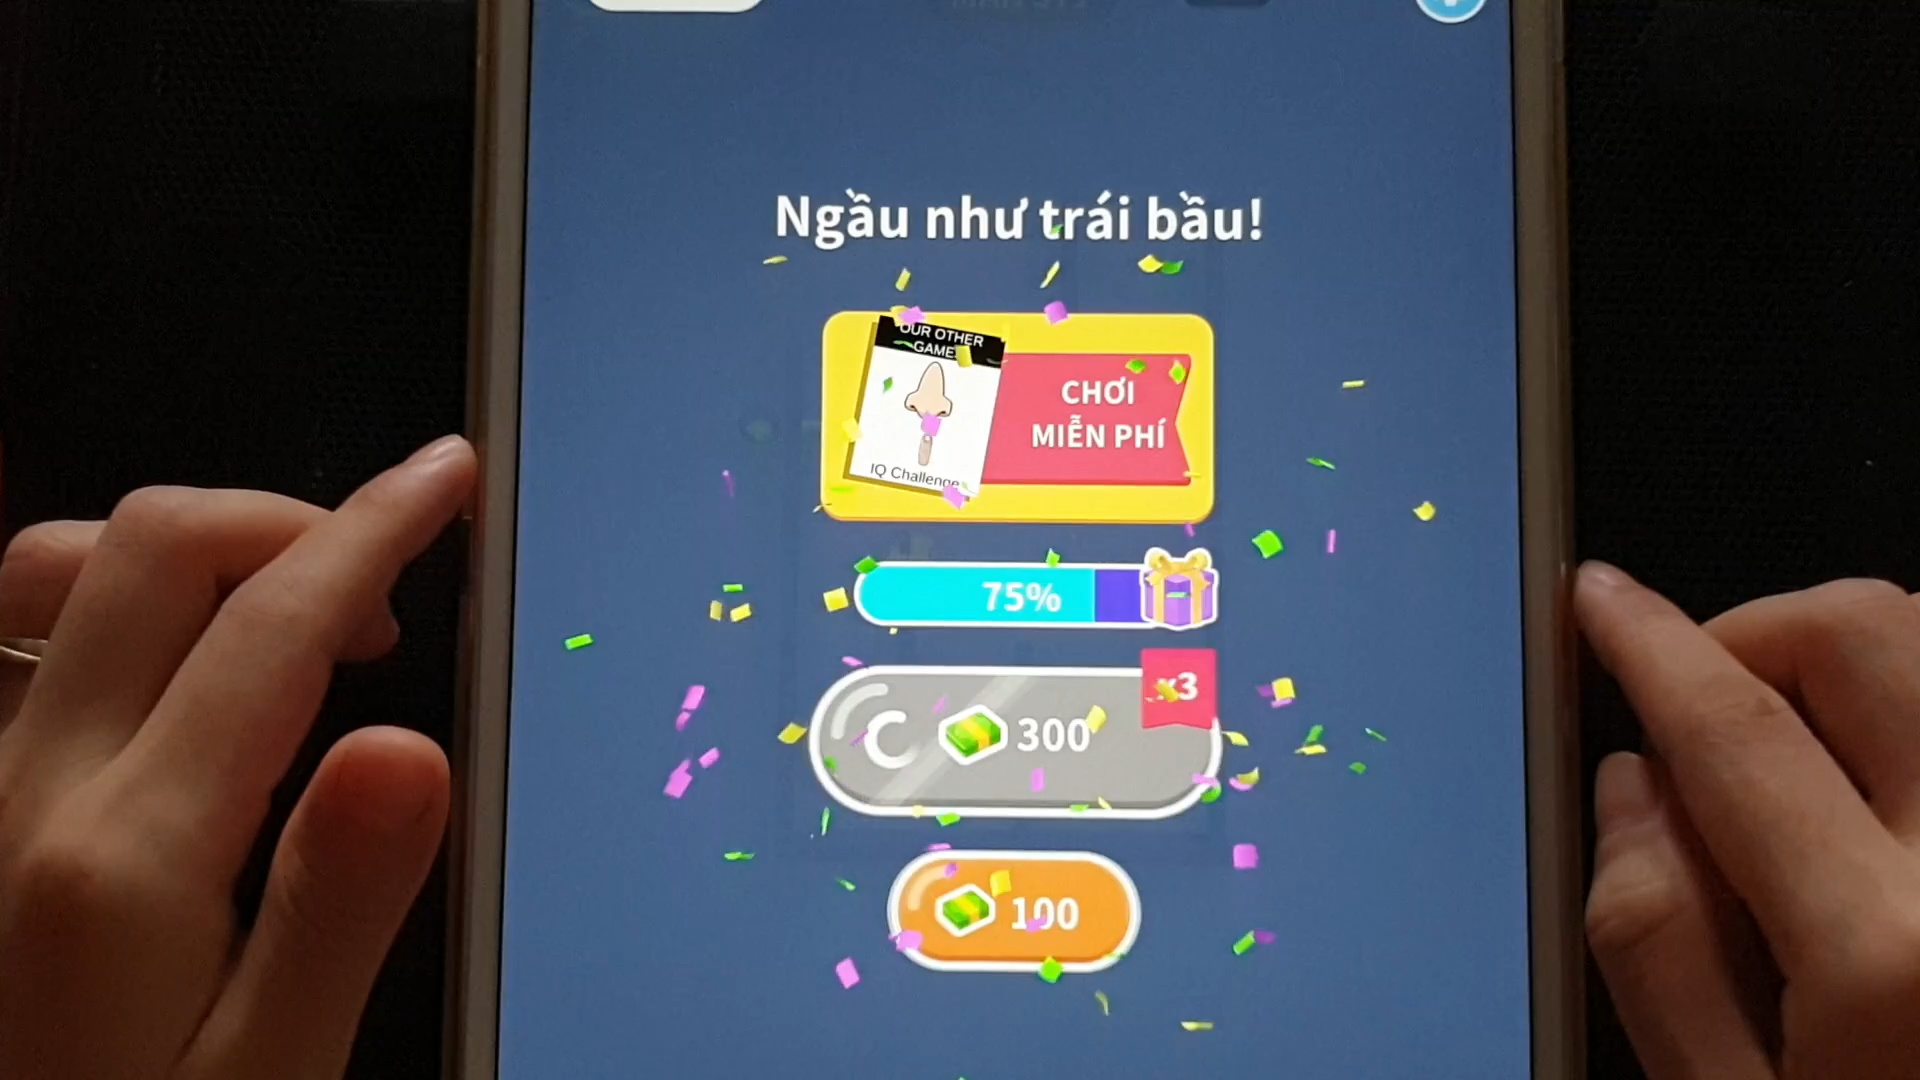 Ngầu như trái bầu!
OUR OTHER
GAME
CHƠI
MIỄN PHÍ
IQ Challenge
75%
x3
300
100